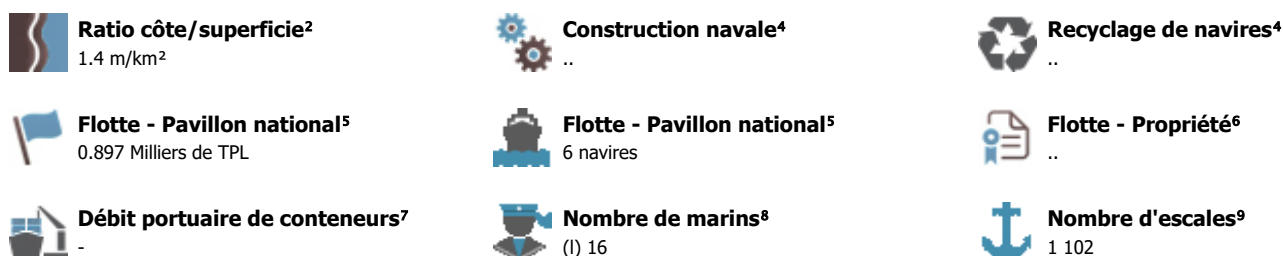 Ratio côte/superficie²
1.4 m/km²
Construction navale⁴
..
Recyclage de navires⁴
..
Flotte - Pavillon national⁵
0.897 Milliers de TPL
Flotte - Pavillon national⁵
6 navires
Flotte - Propriété⁶
..
Débit portuaire de conteneurs⁷
-
Nombre de marins⁸
(l) 16
Nombre d'escales⁹
1 102